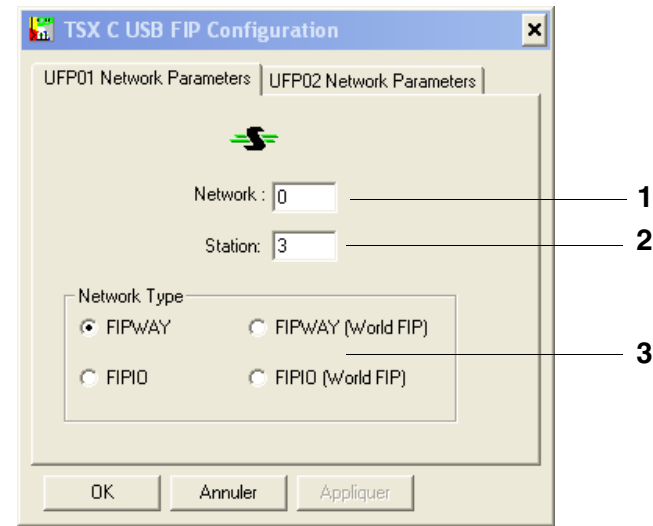 TSX C USB FIP Configuration
UFP01 Network Parameters
UFP02 Network Parameters
Network : 0
1
Station: 3
2
Network Type
FIPWAY
FIPWAY (World FIP)
3
FIPIO
FIPIO (World FIP)
OK
Annuler
Appliquer